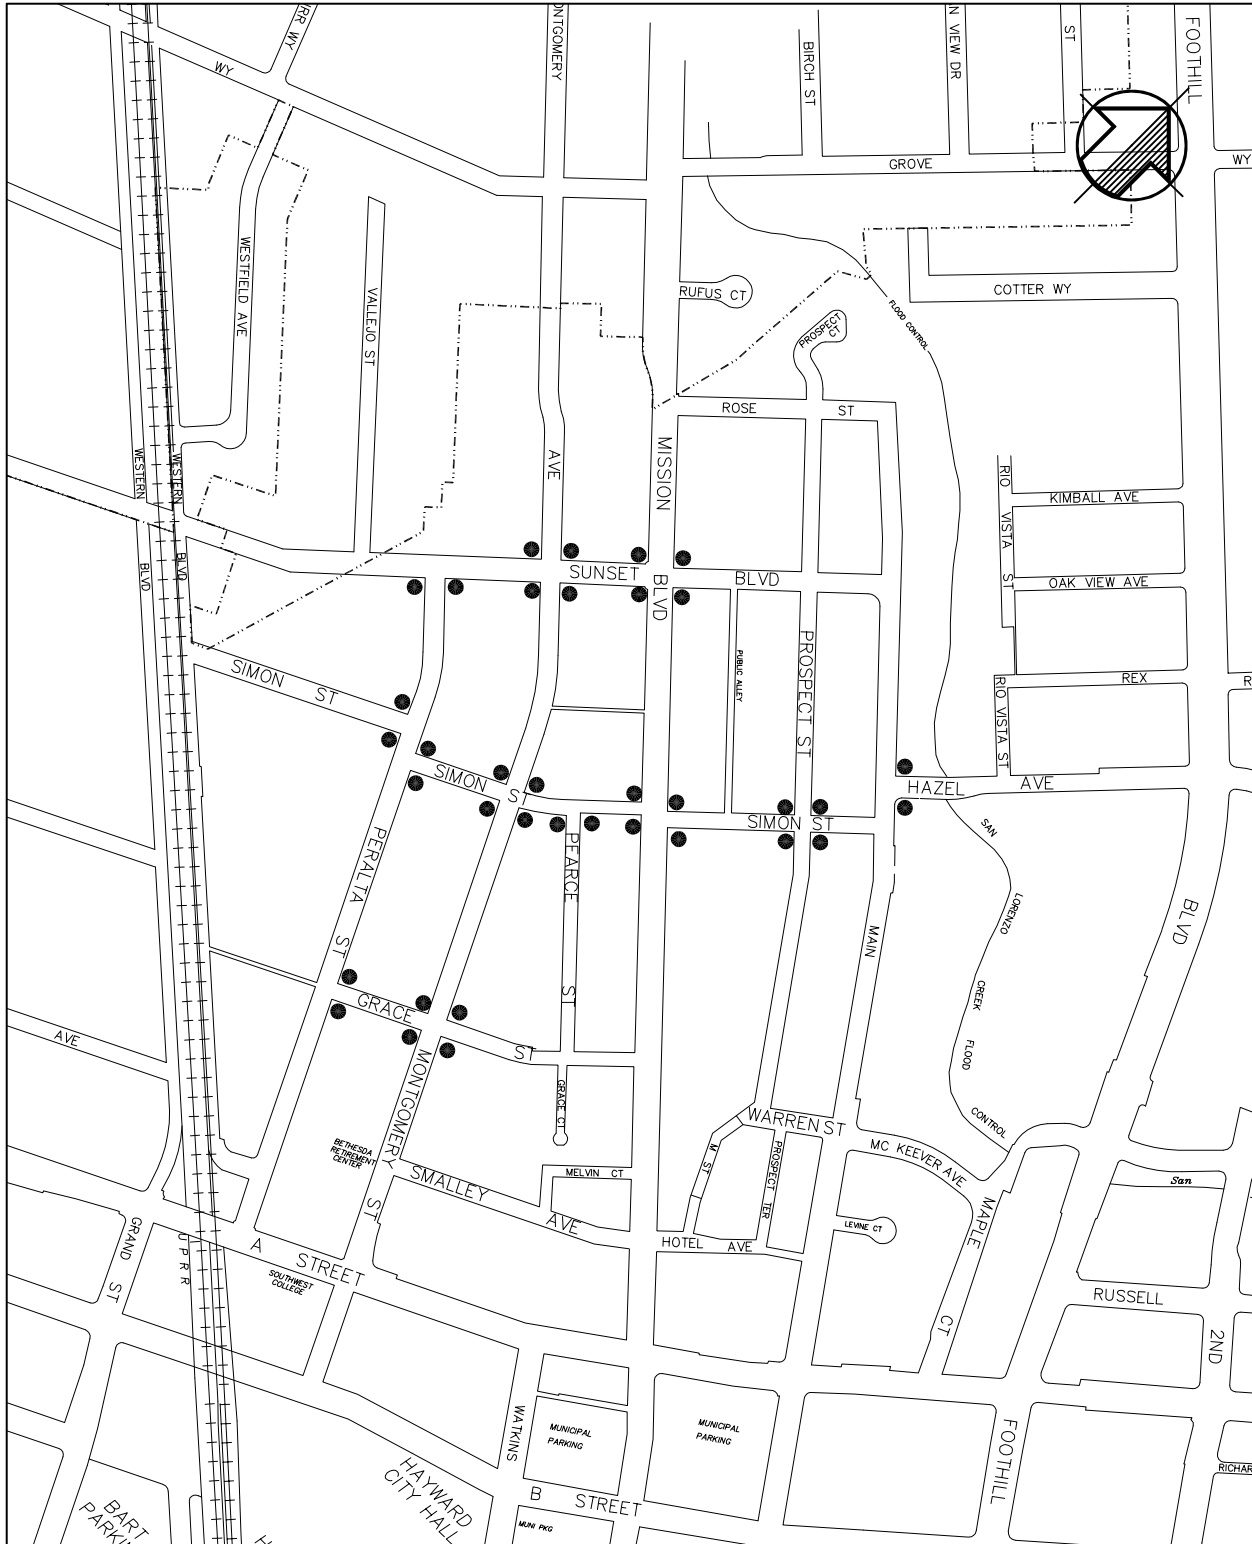 URR WY
ONTGOMERY
BIRCH ST
N VIEW DR
ST
FOOTHILL
WY
GROVE
WY
WESTFIELD AVE
VALLEJO ST
RUFUS CT
COTTER WY
PROSPECT
CT
FLOOD CONTROL
ROSE ST
MISSION
AVE
WESTERN
WESTERN
RIO VISTA ST
KIMBALL AVE
SUNSET BLVD
BLVD
OAK VIEW AVE
BLVD
BLVD
PUBLIC ALLEY
PROSPECT ST
SIMON ST
REX
R
RIO VISTA ST
SIMON ST
HAZEL AVE
SIMON ST
PERALTA ST
PEARCE ST
SAN
LORENZO
CREEK
FLOOD
CONTROL
BLVD
MAIN
GRACE ST
AVE
MONTGOMERY ST
GRACE CT
WARREN ST
MC KEEVER AVE
BETHESDA
RETIREMENT
CENTER
SMALLEY AVE
MELVIN CT
M ST
PROSPECT TER
San
MAPLE CT
LEVINE CT
GRAND ST
U P R R
A STREET
HOTEL AVE
SOUTHWEST
COLLEGE
RUSSELL
2ND
WATKINS
MUNICIPAL
PARKING
MUNICIPAL
PARKING
FOOTHILL
HAYWARD
CITY HALL
B STREET
RICHAR
BART
PARKIN
MUNI PKG
H